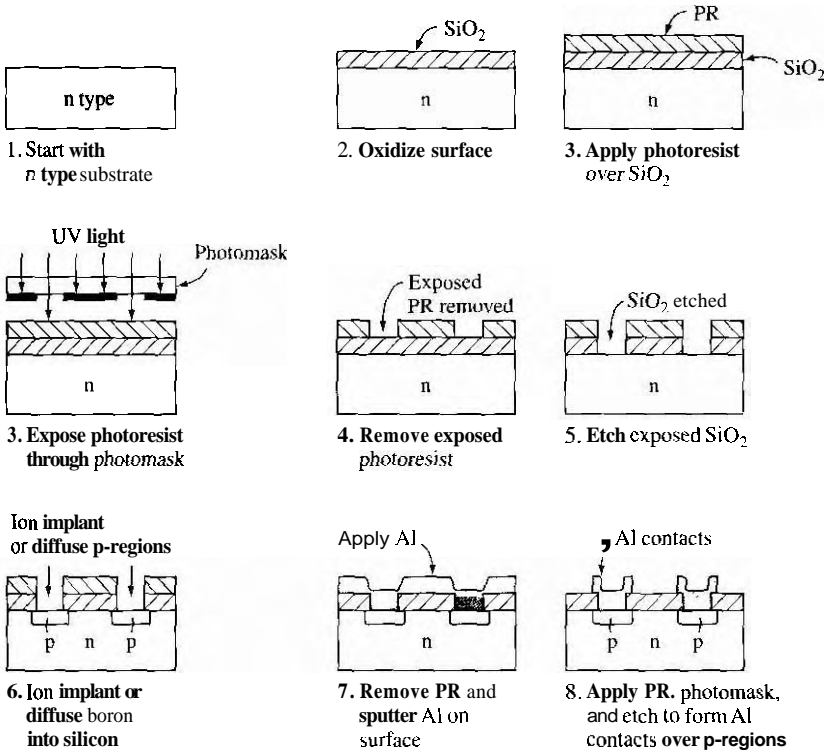 n type
1. Start with
n type substrate
SiO₂
n
2. Oxidize surface
PR
SiO₂
n
3. Apply photoresist
over SiO₂
UV light
Photomask
n
3. Expose photoresist
through photomask
Exposed
PR removed
n
4. Remove exposed
photoresist
SiO₂ etched
n
5. Etch exposed SiO₂
Ion implant
or diffuse p-regions
p n p
6. Ion implant or
diffuse boron
into silicon
Apply Al
n
7. Remove PR and
sputter Al on
surface
, Al contacts
p n p
8. Apply PR. photomask,
and etch to form Al
contacts over p-regions